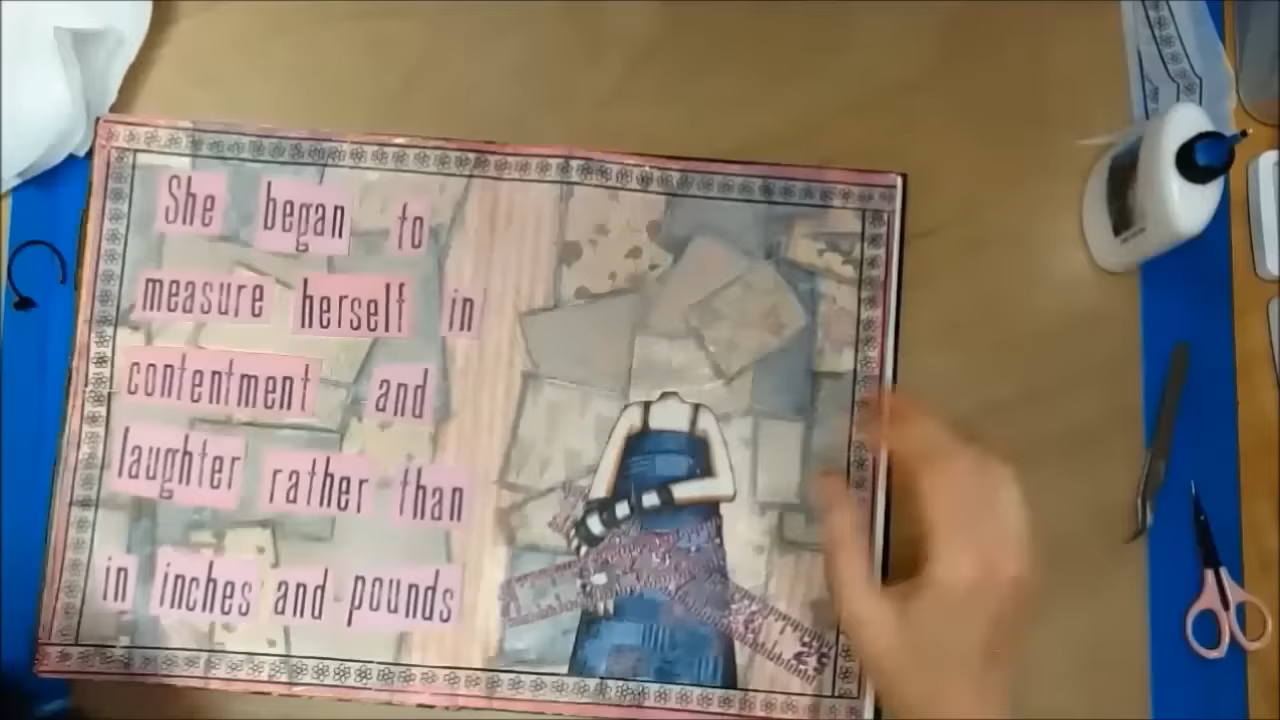 She began to
measure herself in
contentment and
laughter rather than
in inches and pounds